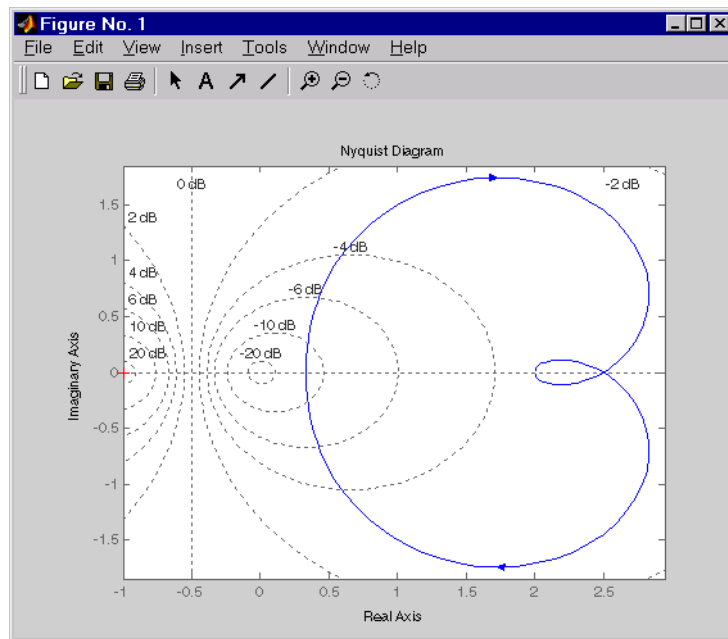 Figure No. 1
File Edit View Insert Tools Window Help
A
Nyquist Diagram
0 dB
-2 dB
2 dB
-4 dB
4 dB
-6 dB
6 dB
-10 dB
10 dB
-20 dB
20 dB
1.5
1
0.5
0
-0.5
-1
-1.5
Imaginary Axis
-1 -0.5 0 0.5 1 1.5 2 2.5
Real Axis